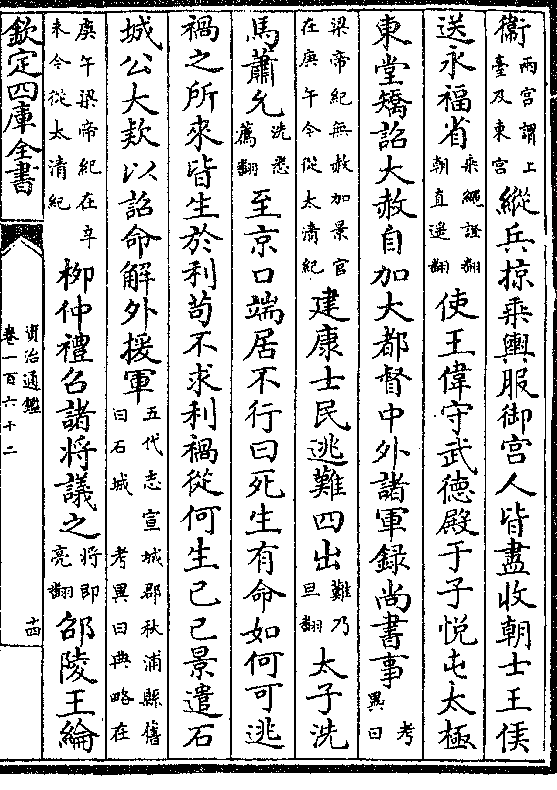 衞兩宫謂上臺及東宫縱兵掠乘輿服御宫人皆盡收朝士王侯
送永福省乘繩證翻朝直遥翻使王偉守武德殿于子悦屯太極
東堂矯詔大赦自加大都督中外諸軍録尚書事考異曰
梁帝紀無赦加景官在庚午今從太清紀建康士民逃難四出難乃旦翻太子洗
馬蕭允洗悉薦翻至京口端居不行曰死生有命如何可逃
禍之所來皆生於利苟不求利禍從何生己巳景遣石
城公大款以詔命解外援軍五代志宣城郡秋浦縣舊曰石城考異曰典略在
庚午梁帝紀在辛未今從太清紀柳仲禮召諸將議之將即亮翻邵陵王綸
欽定四庫全書
資治通鑑
卷一百六十二
十四